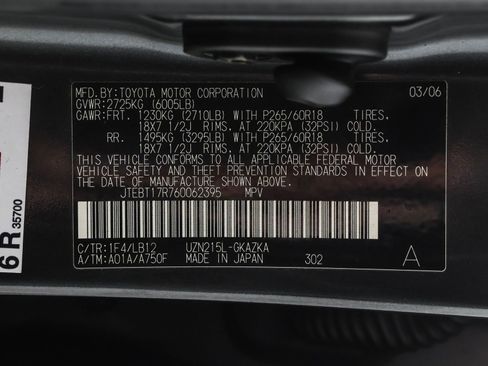 MFD.BY:TOYOTA MOTOR CORPORATION 03/06
GVWR:2725KG (6005LB)
GAWR:FRT. 1230KG (2710LB) WITH P265/60R18 TIRES.
18X7 1/2J RIMS. AT 220KPA (32PSI) COLD.
RR. 1495KG (3295LB) WITH P265/60R18 TIRES.
18X7 1/2J RIMS. AT 220KPA (32PSI) COLD.
THIS VEHICLE CONFORMS TO ALL APPLICABLE FEDERAL MOTOR
VEHICLE SAFETY AND THEFT PREVENTION STANDARDS IN EFFECT
ON THE DATE OF MANUFACTURE SHOWN ABOVE.
JTEBT17R760062395 MPV
C/TR:1F4/LB12 UZN215L-GKAZKA
A/TM:A01A/A750F MADE IN JAPAN 302 A
6 R 35700